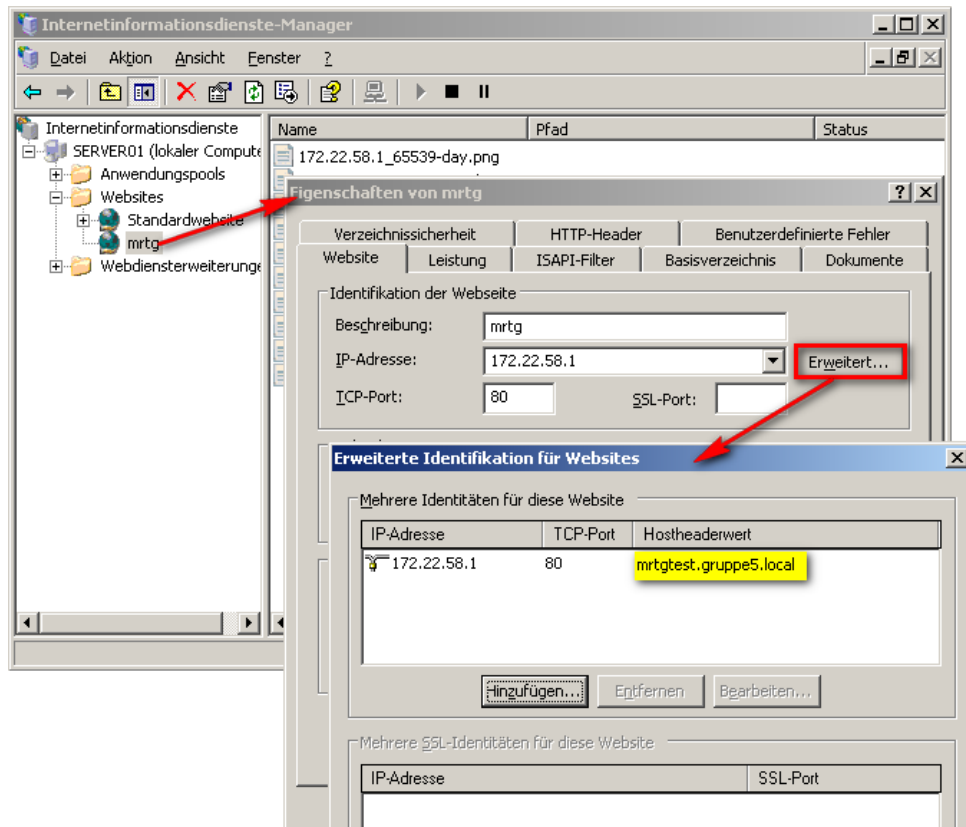 Internetinformationsdienste-Manager
Datei Aktion Ansicht Fenster ?
Internetinformationsdienste
SERVER01 (lokaler Compute
Anwendungspools
Websites
Standardwebsite
mrtg
Webdiensterweiterunge
Name Pfad Status
172.22.58.1_65539-day.png
Eigenschaften von mrtg
Verzeichnissicherheit HTTP-Header Benutzerdefinierte Fehler
Website Leistung ISAPI-Filter Basisverzeichnis Dokumente
Identifikation der Webseite
Beschreibung: mrtg
IP-Adresse: 172.22.58.1 Erweitert...
TCP-Port: 80 SSL-Port:
Erweiterte Identifikation für Websites
Mehrere Identitäten für diese Website
IP-Adresse TCP-Port Hostheaderwert
172.22.58.1 80 mrtgtest.gruppe5.local
Hinzufügen... Entfernen Bearbeiten...
Mehrere SSL-Identitäten für diese Website
IP-Adresse SSL-Port